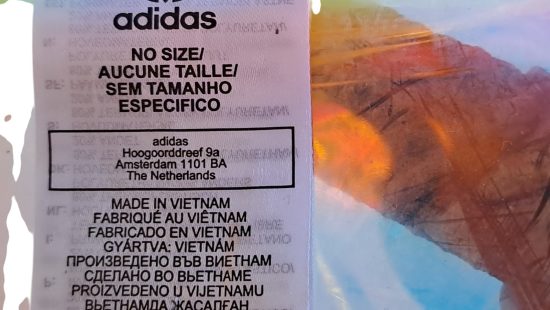 adidas
NO SIZE/
AUCUNE TAILLE/
SEM TAMANHO
ESPECIFICO
adidas
Hoogoorddreef 9a
Amsterdam 1101 BA
The Netherlands
MADE IN VIETNAM
FABRIQUÉ AU VIÊTNAM
FABRICADO EN VIETNAM
GYÁRTVA: VIETNÁM
ПРОИЗВЕДЕНО ВЪВ ВИЕТНАМ
СДЕЛАНО ВО ВЬЕТНАМЕ
PROIZVEDENO U VIJETNAMU
ВЬЕТНАМДА ЖАСАЛҒАН